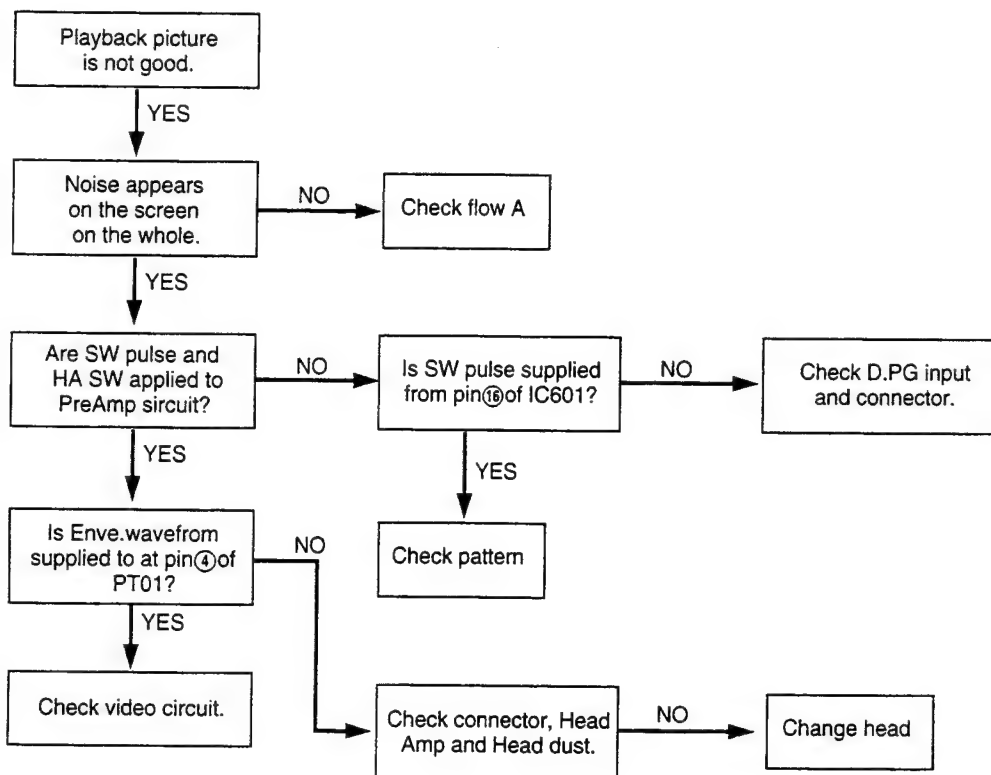 Playback picture
is not good.
YES
Noise appears
on the screen
on the whole.
NO
Check flow A
YES
Are SW pulse and
HA SW applied to
PreAmp sircuit?
NO
Is SW pulse supplied
from pin⑯of IC601?
NO
Check D.PG input
and connector.
YES
YES
Check pattern
Is Enve.wavefrom
supplied to at pin④of
PT01?
NO
YES
Check video circuit.
Check connector, Head
Amp and Head dust.
NO
Change head